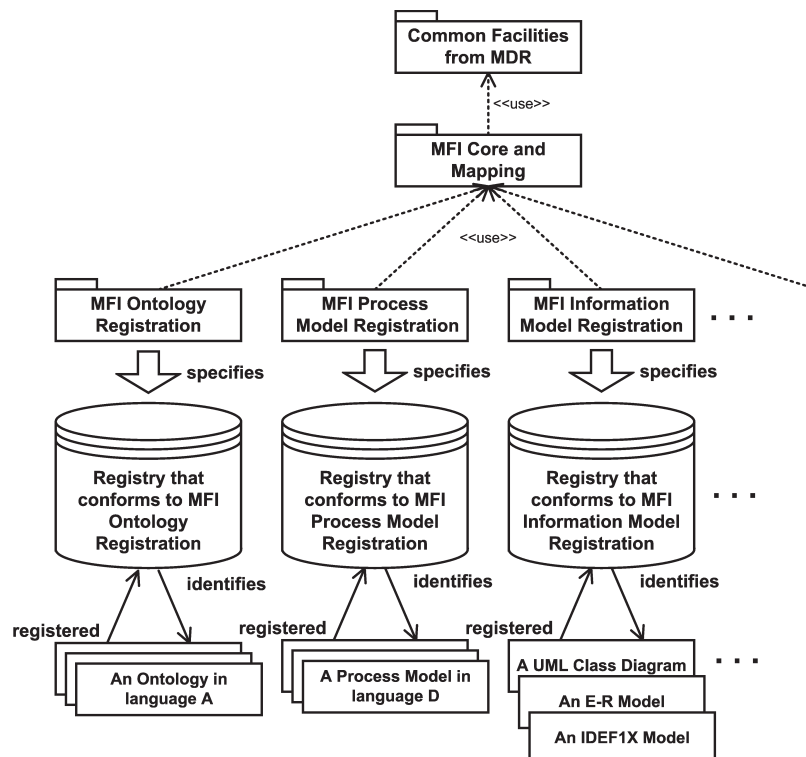 Common Facilities
from MDR
<<use>>
MFI Core and
Mapping
<<use>>
MFI Ontology
Registration
MFI Process
Model Registration
MFI Information
Model Registration
. . .
specifies
specifies
specifies
Registry that
conforms to MFI
Ontology
Registration
Registry that
conforms to MFI
Process Model
Registration
Registry that
conforms to MFI
Information Model
Registration
. . .
identifies
identifies
identifies
registered
registered
registered
An Ontology in
language A
A Process Model in
language D
A UML Class Diagram
An E-R Model
An IDEF1X Model
. . .